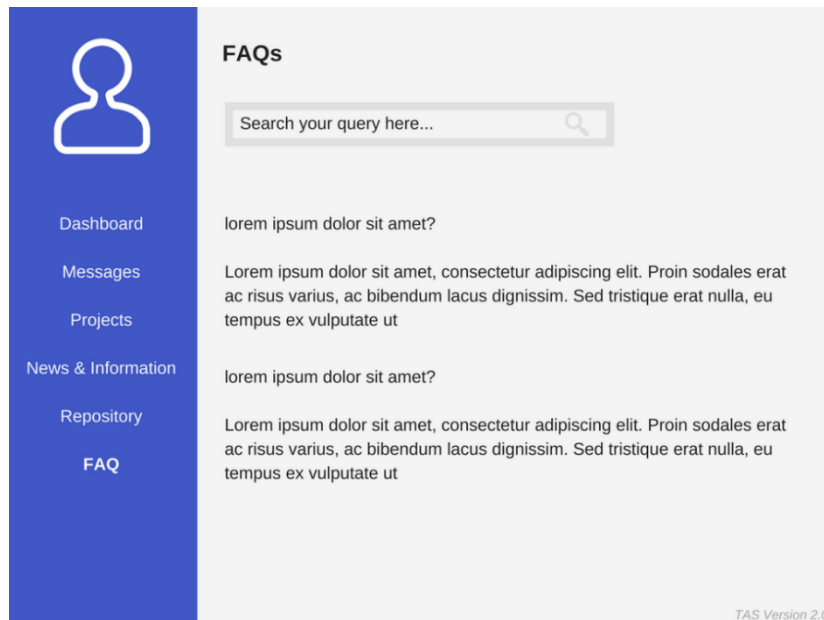 FAQs
Search your query here...
Dashboard
Messages
Projects
News & Information
Repository
FAQ
lorem ipsum dolor sit amet?
Lorem ipsum dolor sit amet, consectetur adipiscing elit. Proin sodales erat
ac risus varius, ac bibendum lacus dignissim. Sed tristique erat nulla, eu
tempus ex vulputate ut
lorem ipsum dolor sit amet?
Lorem ipsum dolor sit amet, consectetur adipiscing elit. Proin sodales erat
ac risus varius, ac bibendum lacus dignissim. Sed tristique erat nulla, eu
tempus ex vulputate ut
TAS Version 2.0